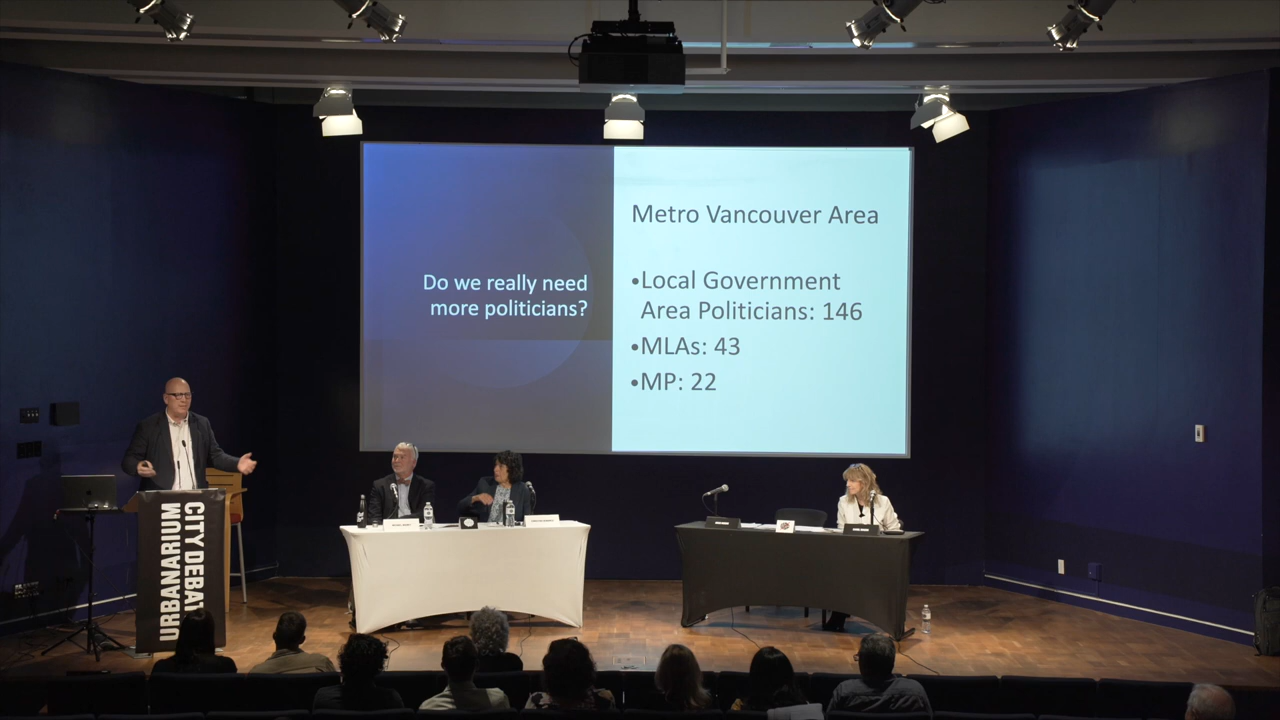 Do we really need
more politicians?
Metro Vancouver Area
•Local Government
Area Politicians: 146
•MLAs: 43
•MP: 22
URBANARIUM
CITY DEBAT